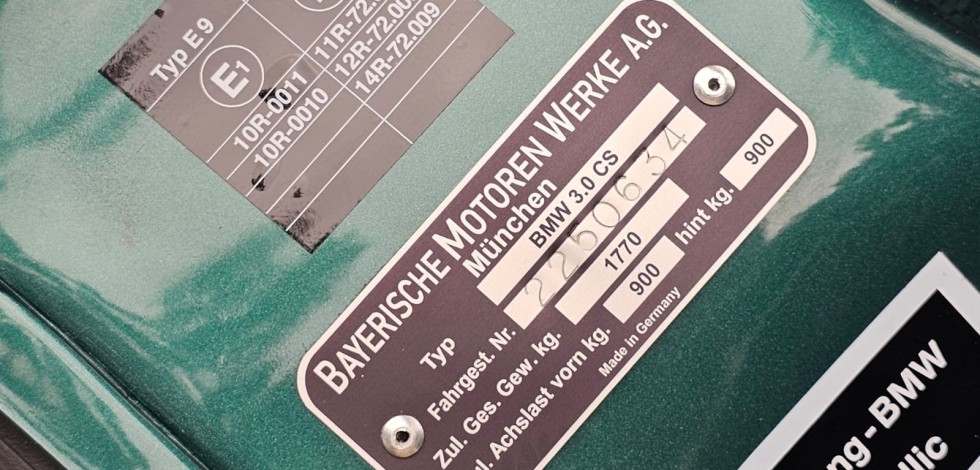 Typ E 9
E1
10R-0011
10R-0010
11R-72.
12R-72.00
14R-72.009
BAYERISCHE MOTOREN WERKE A.G.
München
Typ BMW 3.0 CS
Fahrgest. Nr. 2250634
Zul. Ges. Gew. kg. 1770
l. Achslast vorn kg. 900 hint kg. 900
Made in Germany
ng-BMW
llic